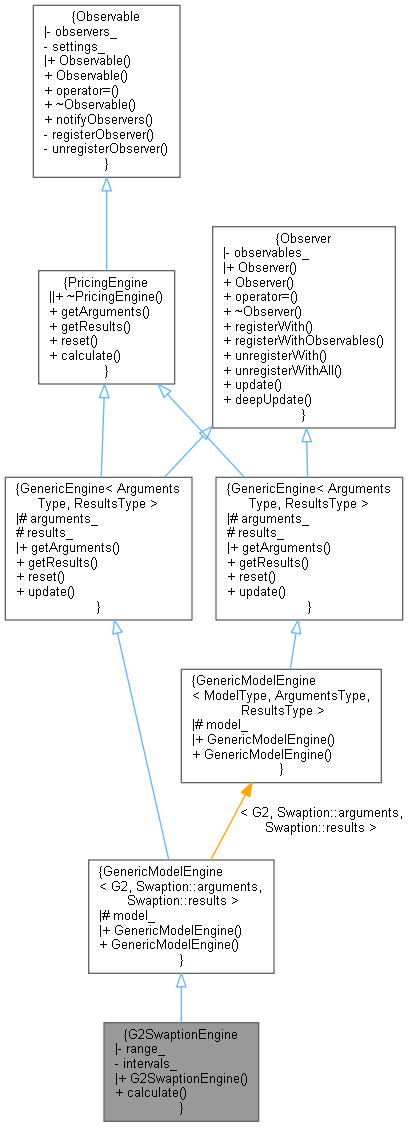 {Observable
|- observers_
- settings_
|+ Observable()
+ Observable()
+ operator=()
+ ~Observable()
+ notifyObservers()
- registerObserver()
- unregisterObserver()
}
{Observer
|- observables_
|+ Observer()
+ Observer()
+ operator=()
+ ~Observer()
+ registerWith()
+ registerWithObservables()
+ unregisterWith()
+ unregisterWithAll()
+ update()
+ deepUpdate()
}
{PricingEngine
||+ ~PricingEngine()
+ getArguments()
+ getResults()
+ reset()
+ calculate()
}
{GenericEngine< Arguments
Type, ResultsType >
|# arguments_
# results_
|+ getArguments()
+ getResults()
+ reset()
+ update()
}
{GenericEngine< Arguments
Type, ResultsType >
|# arguments_
# results_
|+ getArguments()
+ getResults()
+ reset()
+ update()
}
{GenericModelEngine
< ModelType, ArgumentsType,
ResultsType >
|# model_
|+ GenericModelEngine()
+ GenericModelEngine()
}
< G2, Swaption::arguments,
Swaption::results >
{GenericModelEngine
< G2, Swaption::arguments,
Swaption::results >
|# model_
|+ GenericModelEngine()
+ GenericModelEngine()
}
{G2SwaptionEngine
|- range_
- intervals_
|+ G2SwaptionEngine()
+ calculate()
}